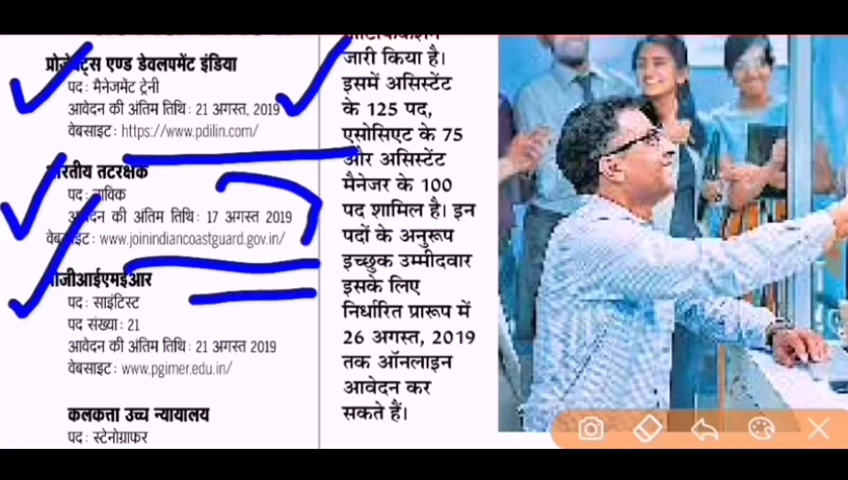 प्रोजेक्ट्स एण्ड डेवलपमेंट इंडिया
पद: मैनेजमेंट ट्रेनी
आवेदन की अंतिम तिथि: 21 अगस्त, 2019
वेबसाइट: https://www.pdilin.com/
भारतीय तटरक्षक
पद: नाविक
आवेदन की अंतिम तिथि: 17 अगस्त 2019
वेबसाइट: www.joinindiancoastguard.gov.in/
पीजीआईएमईआर
पद: साइंटिस्ट
पद संख्या: 21
आवेदन की अंतिम तिथि: 21 अगस्त 2019
वेबसाइट: www.pgimer.edu.in/
कलकत्ता उच्च न्यायालय
पद: स्टेनोग्राफर
जारी किया है।
इसमें असिस्टेंट
के 125 पद,
एसोसिएट के 75
और असिस्टेंट
मैनेजर के 100
पद शामिल है। इन
पदों के अनुरूप
इच्छुक उम्मीदवार
इसके लिए
निर्धारित प्रारूप में
26 अगस्त, 2019
तक ऑनलाइन
आवेदन कर
सकते हैं।